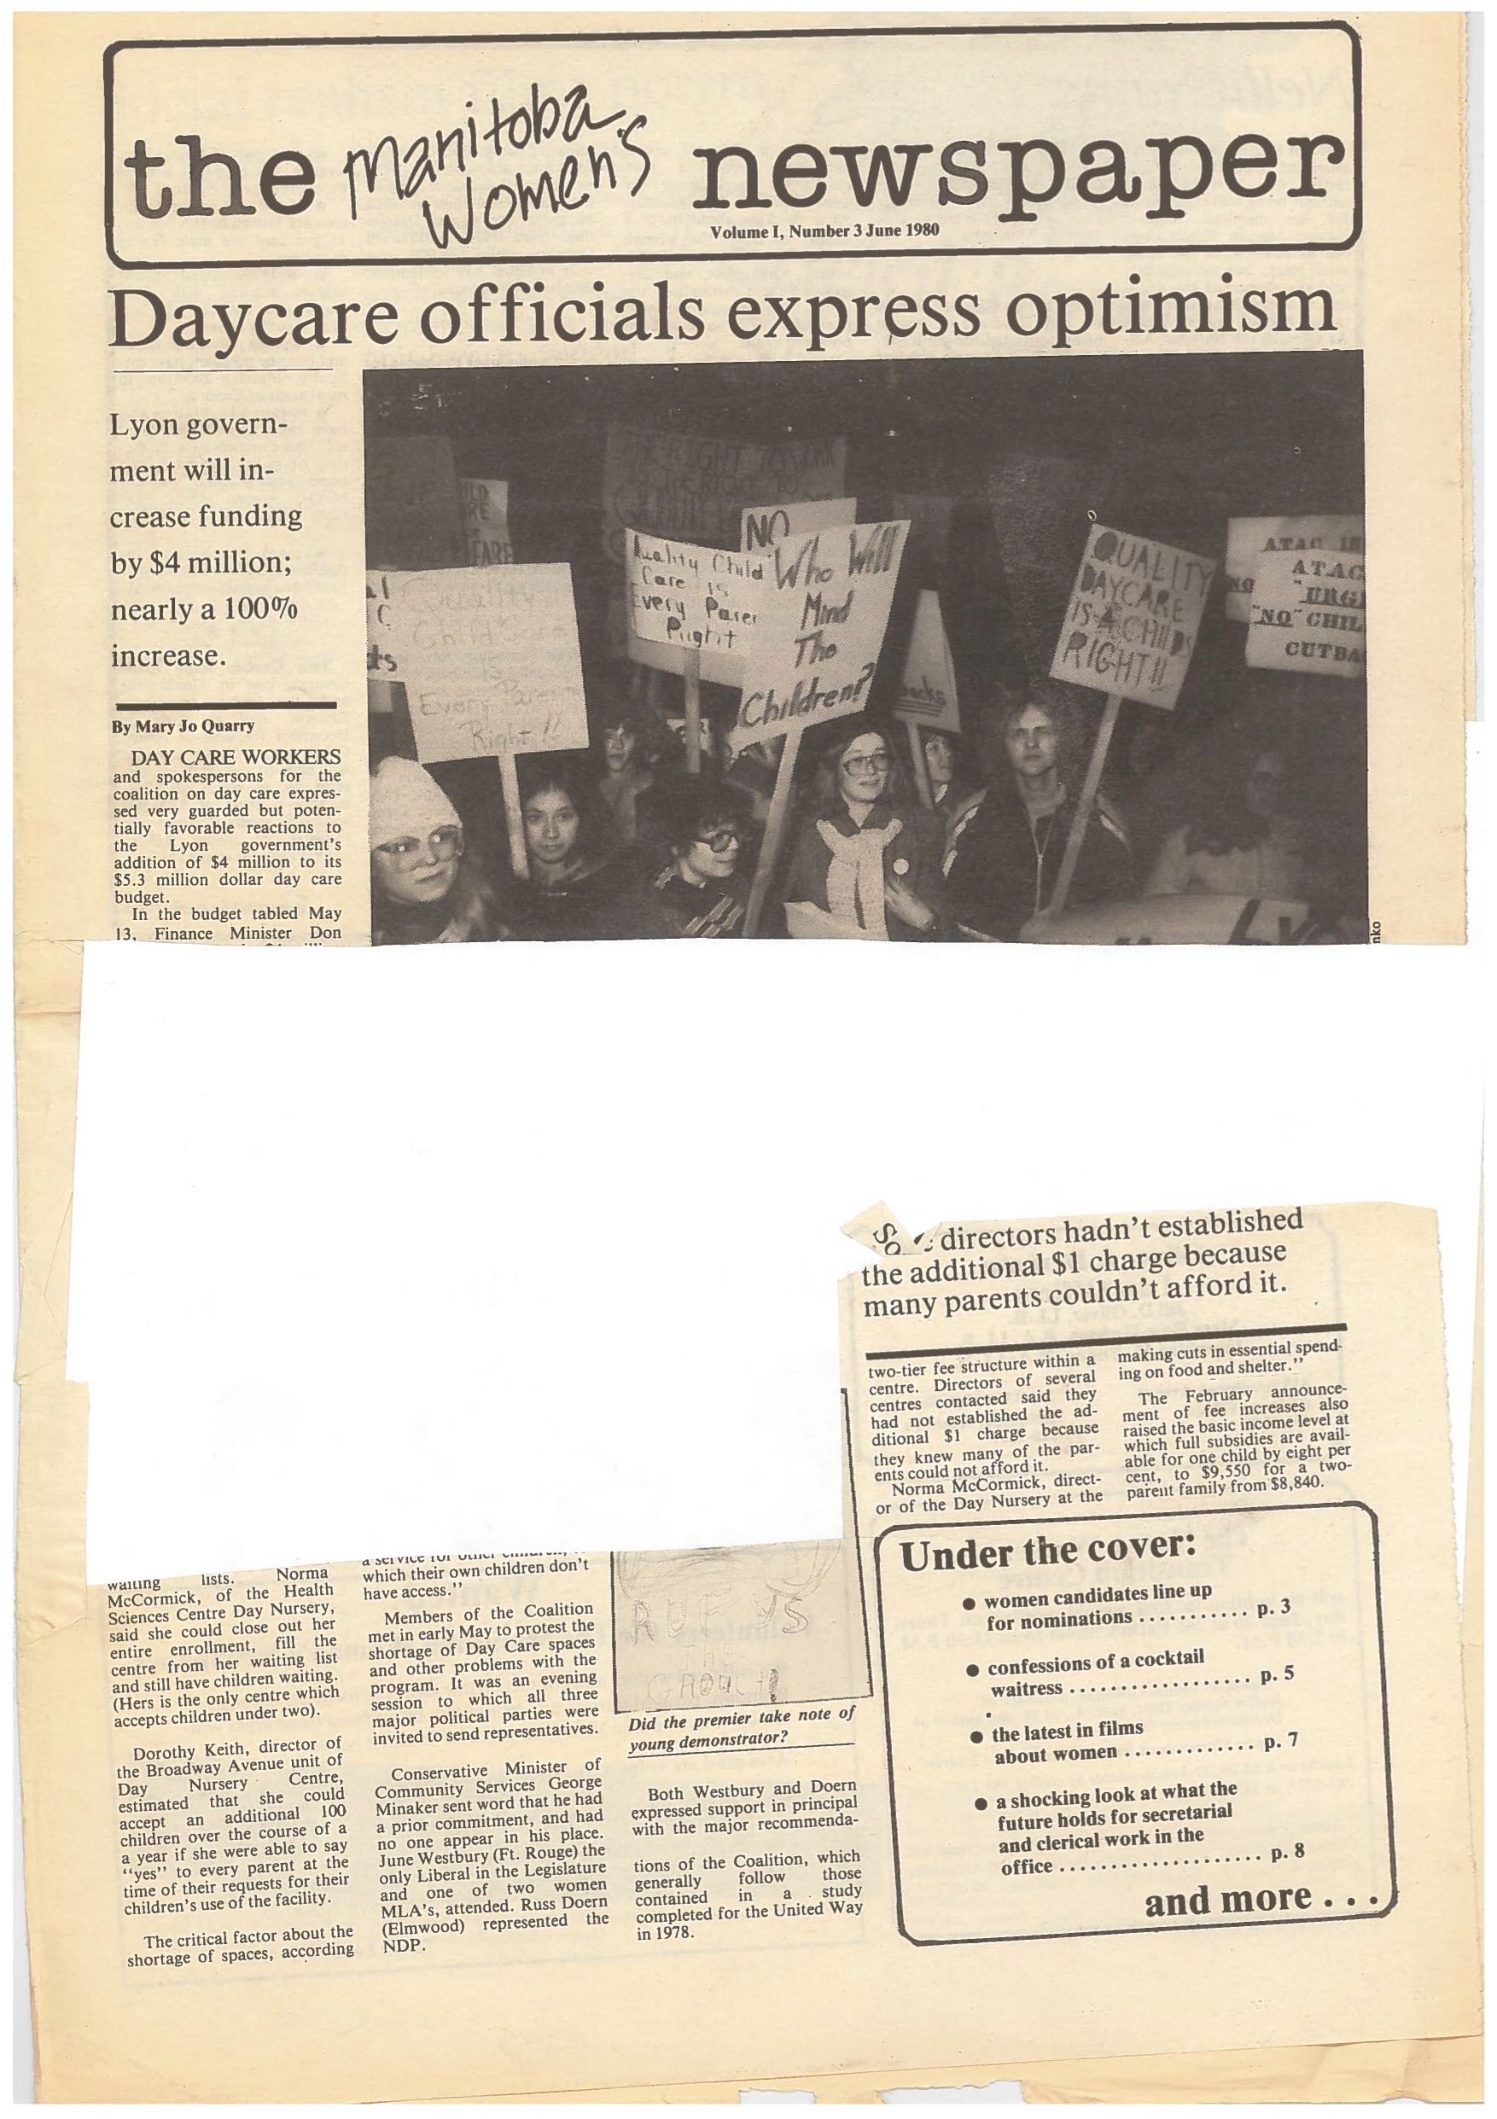 the Manitoba Women's newspaper
Volume I, Number 3 June 1980
Daycare officials express optimism
Lyon govern-
ment will in-
crease funding
by $4 million;
nearly a 100%
increase.
By Mary Jo Quarry
DAY CARE WORKERS
and spokespersons for the
coalition on day care expres-
sed very guarded but poten-
tially favorable reactions to
the Lyon government's
addition of $4 million to its
$5.3 million dollar day care
budget.
In the budget tabled May
13, Finance Minister Don
RIGHT TO WORK
NO
Quality Child
Care is
Every Paren
Right
Who Will
Mind
The
Children?
Quality
Child Care
is
Every Parents
Right!!
QUALITY
DAYCARE
IS A CHILDS
RIGHT!!
ATAC
"URG
"NO" CHIL
CUTBA
nko
directors hadn't established
the additional $1 charge because
many parents couldn't afford it.
two-tier fee structure within a
centre. Directors of several
centres contacted said they
had not established the ad-
ditional $1 charge because
they knew many of the par-
ents could not afford it.
Norma McCormick, direct-
or of the Day Nursery at the
making cuts in essential spend-
ing on food and shelter."
The February announce-
ment of fee increases also
raised the basic income level at
which full subsidies are avail-
able for one child by eight per
cent, to $9,550 for a two-
parent family from $8,840.
waiting lists. Norma
McCormick, of the Health
Sciences Centre Day Nursery,
said she could close out her
entire enrollment, fill the
centre from her waiting list
and still have children waiting.
(Hers is the only centre which
accepts children under two).
Dorothy Keith, director of
the Broadway Avenue unit of
Day Nursery Centre,
estimated that she could
accept an additional 100
children over the course of a
a year if she were able to say
"yes" to every parent at the
time of their requests for their
children's use of the facility.
The critical factor about the
shortage of spaces, according
a service for other
which their own children don't
have access."
Members of the Coalition
met in early May to protest the
shortage of Day Care spaces
and other problems with the
program. It was an evening
session to which all three
major political parties were
invited to send representatives.
Conservative Minister of
Community Services George
Minaker sent word that he had
a prior commitment, and had
no one appear in his place.
June Westbury (Ft. Rouge) the
only Liberal in the Legislature
and one of two women
MLA's, attended. Russ Doern
(Elmwood) represented the
NDP.
GROUCH
Did the premier take note of
young demonstrator?
Both Westbury and Doern
expressed support in principal
with the major recommenda-
tions of the Coalition, which
generally follow those
contained in a study
completed for the United Way
in 1978.
Under the cover:
● women candidates line up
for nominations ........... p. 3
● confessions of a cocktail
waitress .................. p. 5
● the latest in films
about women ............. p. 7
● a shocking look at what the
future holds for secretarial
and clerical work in the
office .................... p. 8
and more . . .